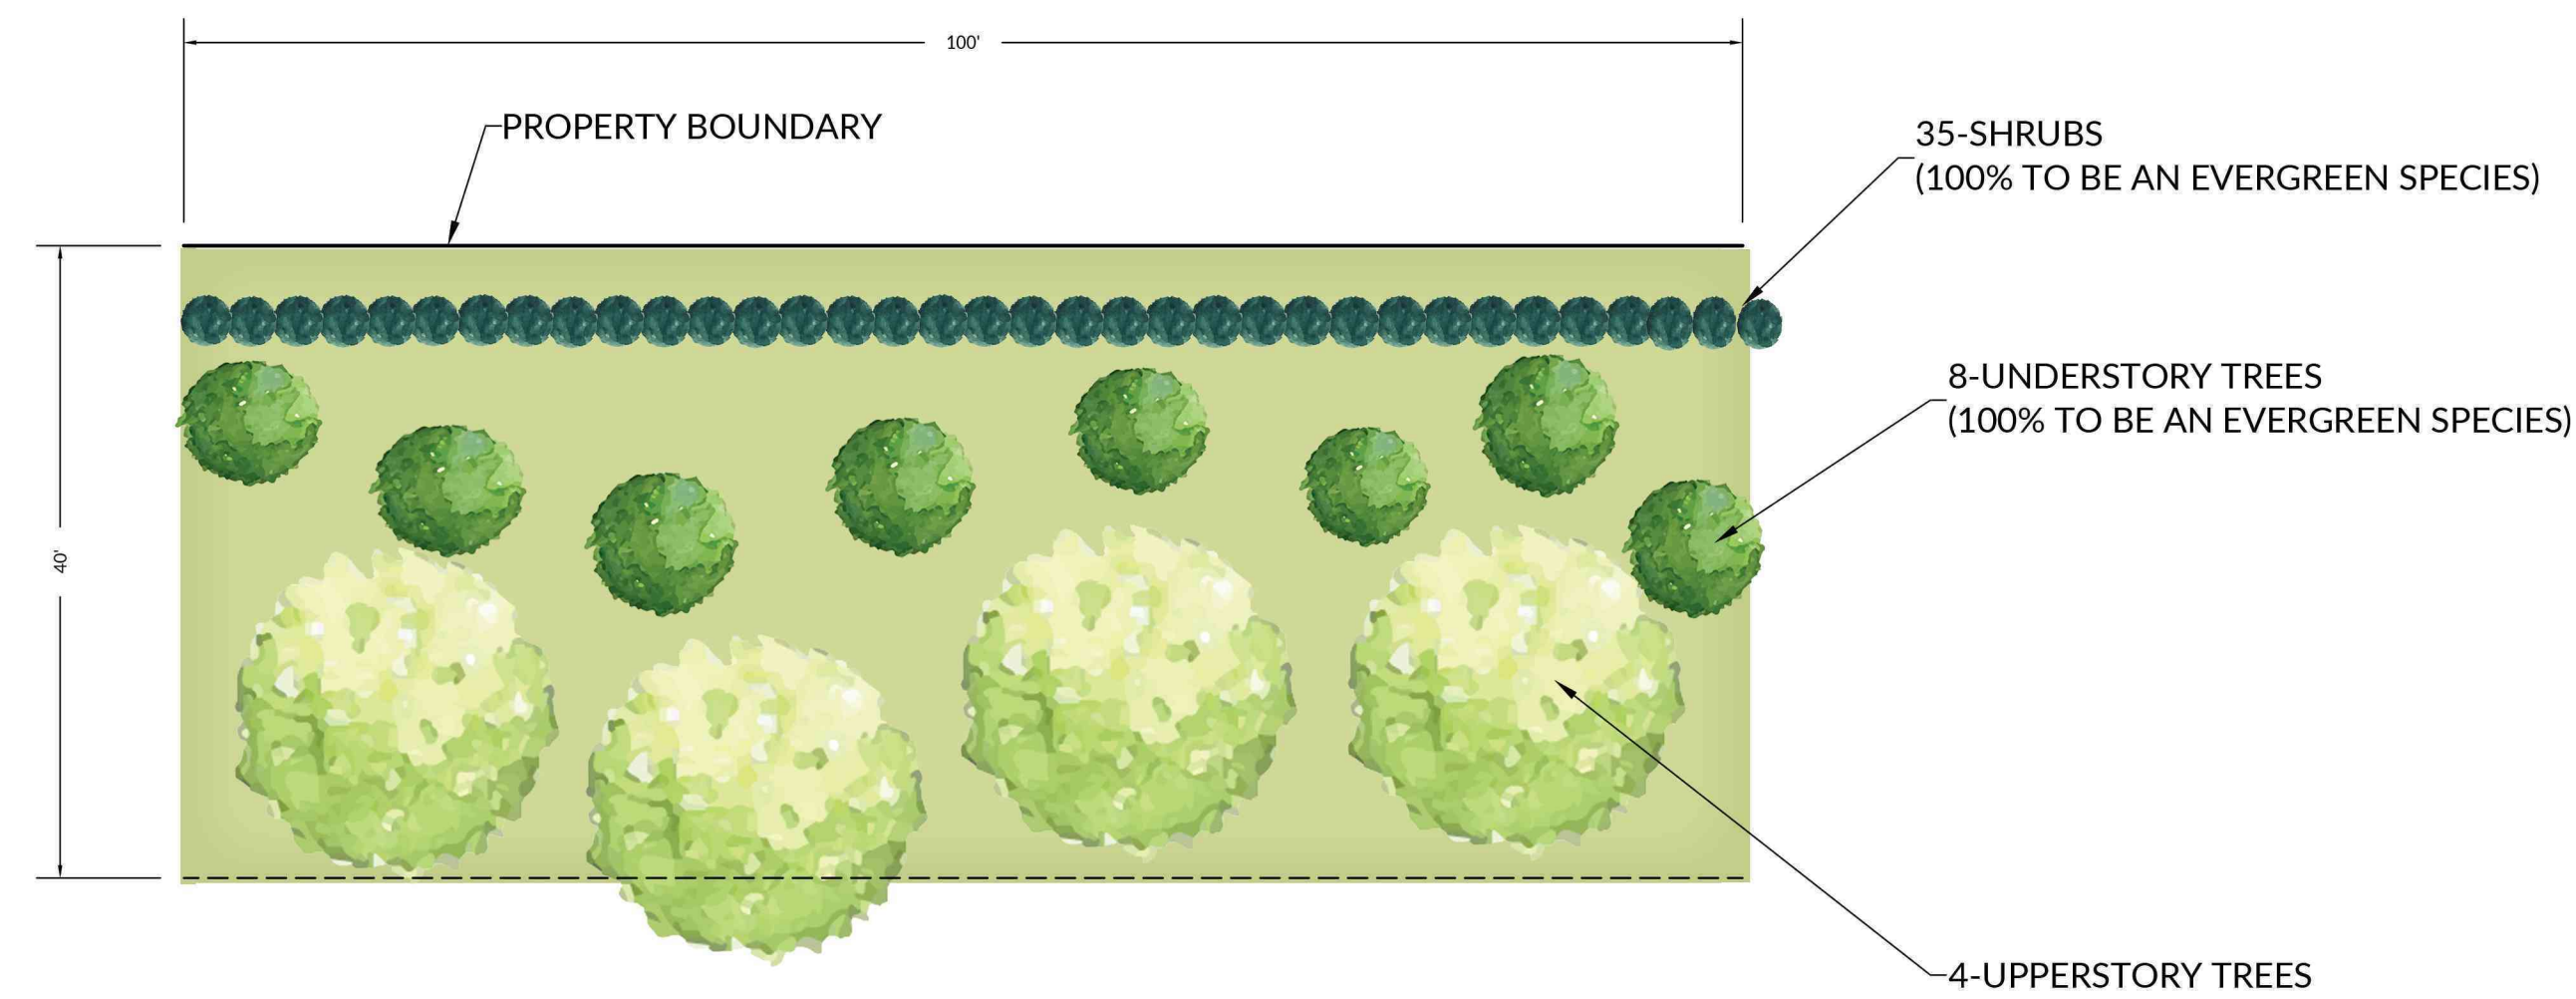 100'
PROPERTY BOUNDARY
35-SHRUBS
(100% TO BE AN EVERGREEN SPECIES)
8-UNDERSTORY TREES
(100% TO BE AN EVERGREEN SPECIES)
40'
4-UPPERSTORY TREES